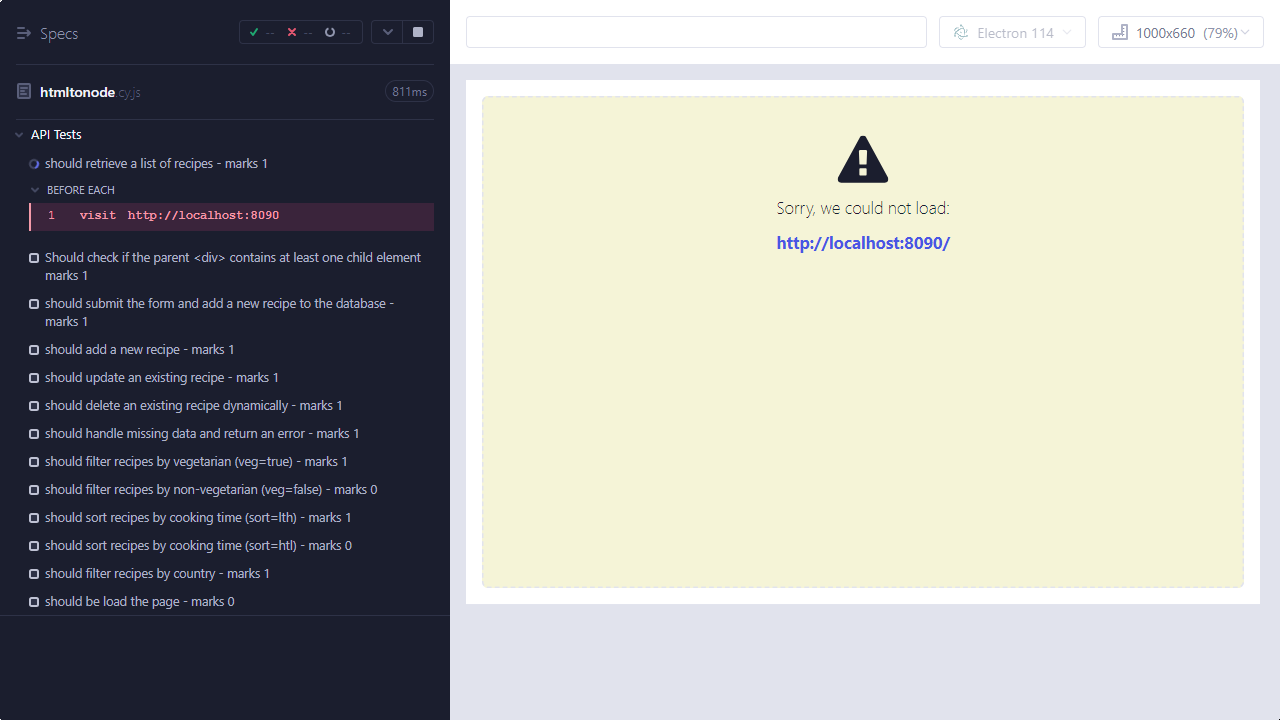 Specs
-- -- --
htmltonode.cy.js
811ms
API Tests
should retrieve a list of recipes - marks 1
BEFORE EACH
1 visit http://localhost:8090
Should check if the parent <div> contains at least one child element
marks 1
should submit the form and add a new recipe to the database -
marks 1
should add a new recipe - marks 1
should update an existing recipe - marks 1
should delete an existing recipe dynamically - marks 1
should handle missing data and return an error - marks 1
should filter recipes by vegetarian (veg=true) - marks 1
should filter recipes by non-vegetarian (veg=false) - marks 0
should sort recipes by cooking time (sort=lth) - marks 1
should sort recipes by cooking time (sort=htl) - marks 0
should filter recipes by country - marks 1
should be load the page - marks 0
Electron 114
1000x660 (79%)
Sorry, we could not load:
http://localhost:8090/